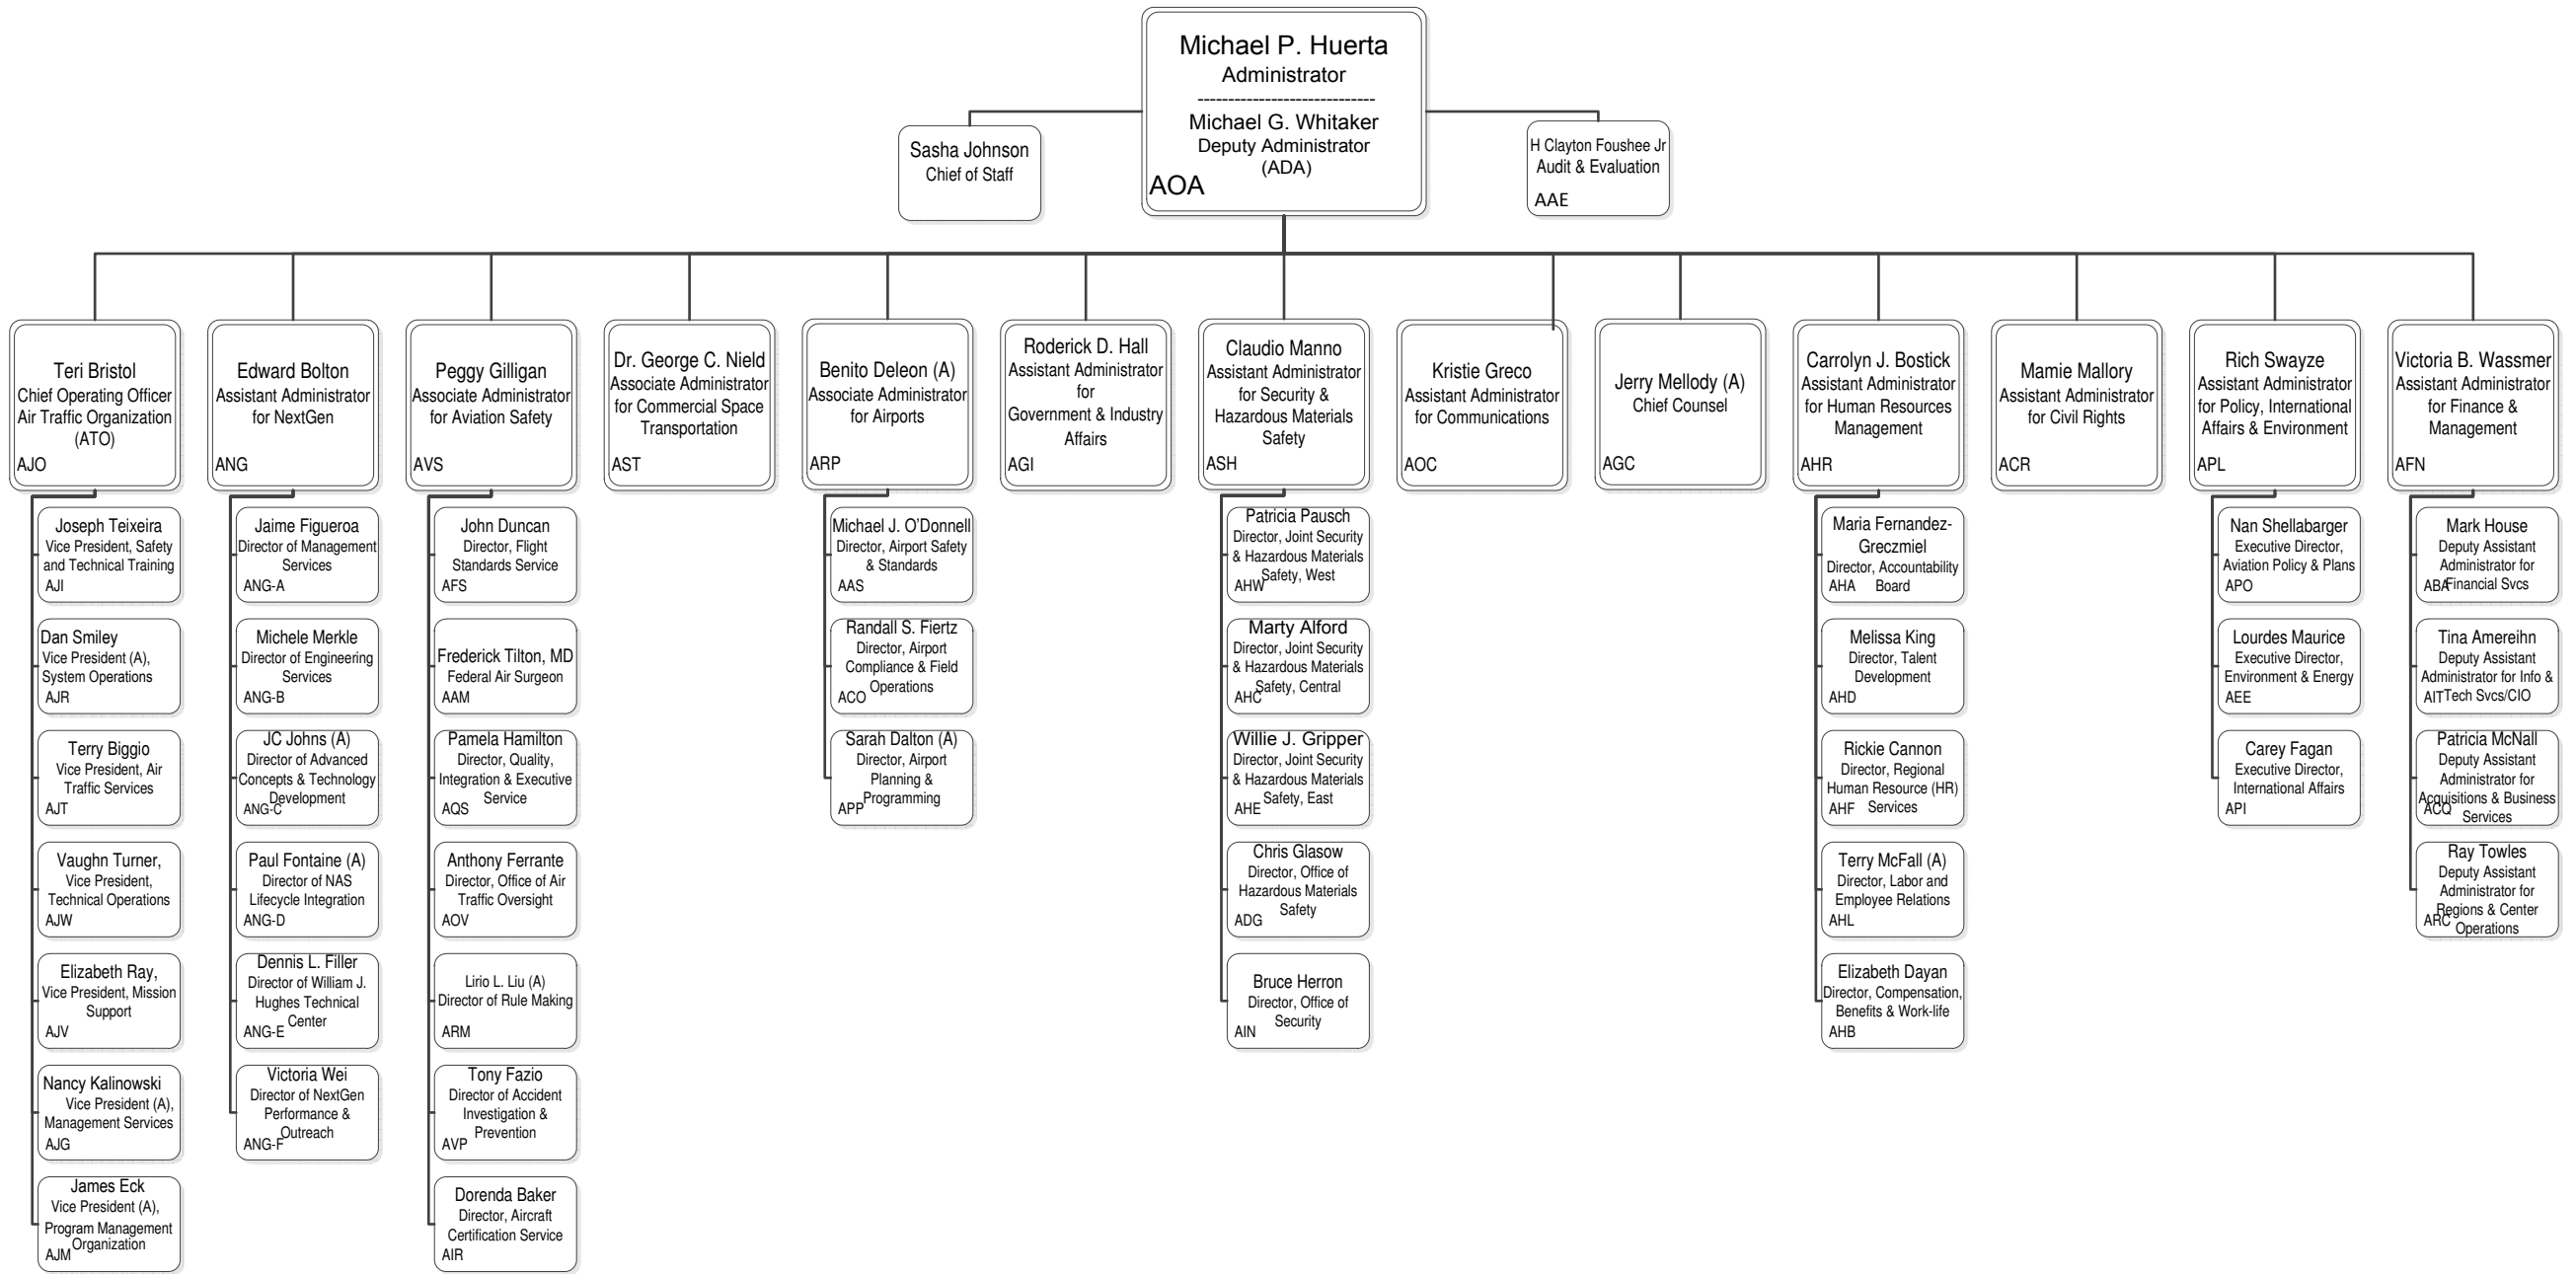 Michael P. Huerta
Administrator
-----------------------------
Michael G. Whitaker
Deputy Administrator
(ADA)
AOA
Sasha Johnson
Chief of Staff
H Clayton Foushee Jr
Audit & Evaluation
AAE
Teri Bristol
Chief Operating Officer
Air Traffic Organization
(ATO)
AJO
Joseph Teixeira
Vice President, Safety
and Technical Training
AJI
Dan Smiley
Vice President (A),
System Operations
AJR
Terry Biggio
Vice President, Air
Traffic Services
AJT
Vaughn Turner,
Vice President,
Technical Operations
AJW
Elizabeth Ray,
Vice President, Mission
Support
AJV
Nancy Kalinowski
Vice President (A),
Management Services
AJG
James Eck
Vice President (A),
Program Management
Organization
AJM
Edward Bolton
Assistant Administrator
for NextGen
ANG
Jaime Figueroa
Director of Management
Services
ANG-A
Michele Merkle
Director of Engineering
Services
ANG-B
JC Johns (A)
Director of Advanced
Concepts & Technology
Development
ANG-C
Paul Fontaine (A)
Director of NAS
Lifecycle Integration
ANG-D
Dennis L. Filler
Director of William J.
Hughes Technical
Center
ANG-E
Victoria Wei
Director of NextGen
Performance &
Outreach
ANG-F
Peggy Gilligan
Associate Administrator
for Aviation Safety
AVS
John Duncan
Director, Flight
Standards Service
AFS
Frederick Tilton, MD
Federal Air Surgeon
AAM
Pamela Hamilton
Director, Quality,
Integration & Executive
Service
AQS
Anthony Ferrante
Director, Office of Air
Traffic Oversight
AOV
Lirio L. Liu (A)
Director of Rule Making
ARM
Tony Fazio
Director of Accident
Investigation &
Prevention
AVP
Dorenda Baker
Director, Aircraft
Certification Service
AIR
Dr. George C. Nield
Associate Administrator
for Commercial Space
Transportation
AST
Benito Deleon (A)
Associate Administrator
for Airports
ARP
Michael J. O'Donnell
Director, Airport Safety
& Standards
AAS
Randall S. Fiertz
Director, Airport
Compliance & Field
Operations
ACO
Sarah Dalton (A)
Director, Airport
Planning &
Programming
APP
Roderick D. Hall
Assistant Administrator
for
Government & Industry
Affairs
AGI
Claudio Manno
Assistant Administrator
for Security &
Hazardous Materials
Safety
ASH
Patricia Pausch
Director, Joint Security
& Hazardous Materials
Safety, West
AHW
Marty Alford
Director, Joint Security
& Hazardous Materials
Safety, Central
AHC
Willie J. Gripper
Director, Joint Security
& Hazardous Materials
Safety, East
AHE
Chris Glasow
Director, Office of
Hazardous Materials
Safety
ADG
Bruce Herron
Director, Office of
Security
AIN
Kristie Greco
Assistant Administrator
for Communications
AOC
Jerry Mellody (A)
Chief Counsel
AGC
Carrolyn J. Bostick
Assistant Administrator
for Human Resources
Management
AHR
Maria Fernandez-
Greczmiel
Director, Accountability
Board
AHA
Melissa King
Director, Talent
Development
AHD
Rickie Cannon
Director, Regional
Human Resource (HR)
Services
AHF
Terry McFall (A)
Director, Labor and
Employee Relations
AHL
Elizabeth Dayan
Director, Compensation,
Benefits & Work-life
AHB
Mamie Mallory
Assistant Administrator
for Civil Rights
ACR
Rich Swayze
Assistant Administrator
for Policy, International
Affairs & Environment
APL
Nan Shellabarger
Executive Director,
Aviation Policy & Plans
APO
Lourdes Maurice
Executive Director,
Environment & Energy
AEE
Carey Fagan
Executive Director,
International Affairs
API
Victoria B. Wassmer
Assistant Administrator
for Finance &
Management
AFN
Mark House
Deputy Assistant
Administrator for
Financial Svcs
ABA
Tina Amereihn
Deputy Assistant
Administrator for Info &
Tech Svcs/CIO
AIT
Patricia McNall
Deputy Assistant
Administrator for
Acquisitions & Business
Services
ACQ
Ray Towles
Deputy Assistant
Administrator for
Regions & Center
Operations
ARC